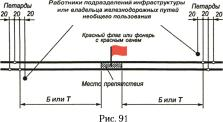 Работники подразделений инфраструктуры
или владельца железнодорожных путей
необщего пользования
Петарды
20 20 20
Красный флаг или фонарь
с красным огнем
Петарды
20 20 20
Место препятствия
Б или Т
Б или Т
Рис. 91